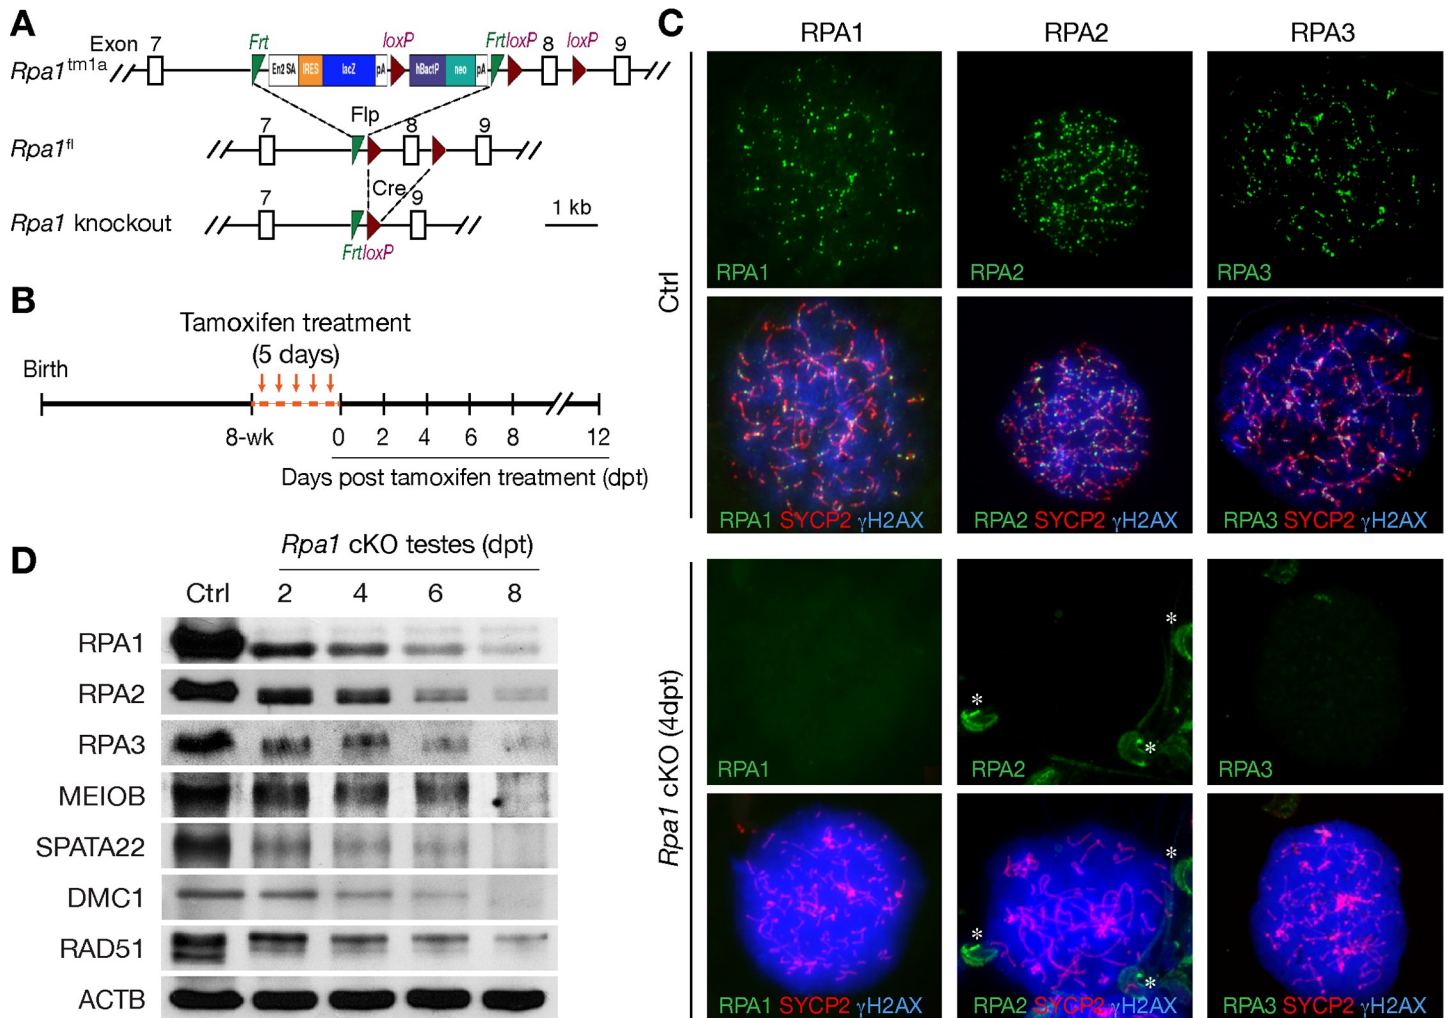 A
Exon 7 Frt loxP Frt loxP 8 loxP 9
Rpa1tm1a
En2 SA IRES lacZ pA hBactP neo pA
Flp
Rpa1fl 7 8 9
Cre
Rpa1 knockout 7 9
1 kb
Frt loxP
B
Tamoxifen treatment
(5 days)
Birth
8-wk 0 2 4 6 8 12
Days post tamoxifen treatment (dpt)
D
Rpa1 cKO testes (dpt)
Ctrl 2 4 6 8
RPA1
RPA2
RPA3
MEIOB
SPATA22
DMC1
RAD51
ACTB
C
RPA1 RPA2 RPA3
Ctrl
RPA1 RPA2 RPA3
RPA1 SYCP2 γH2AX RPA2 SYCP2 γH2AX RPA3 SYCP2 γH2AX
Rpa1 cKO (4dpt)
* * *
RPA1 RPA2 RPA3
* * *
RPA1 SYCP2 γH2AX RPA2 SYCP2 γH2AX RPA3 SYCP2 γH2AX